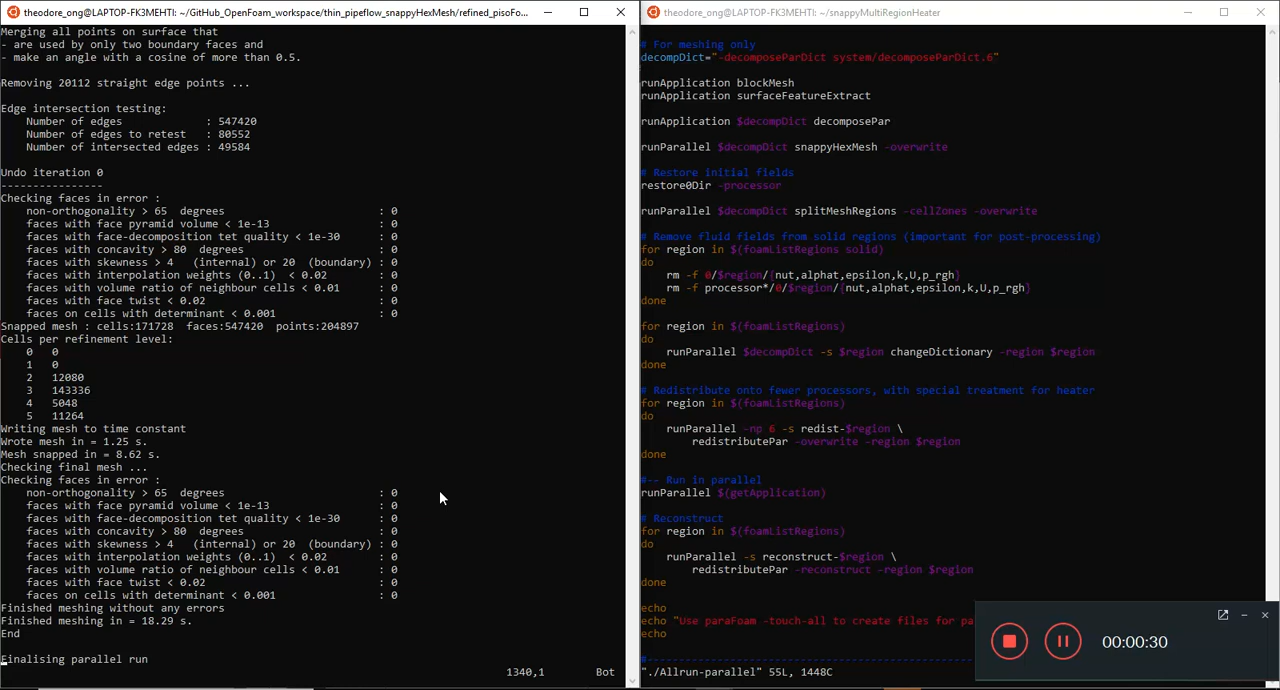 theodore_ong@LAPTOP-FK3MEHTI: ~/GitHub_OpenFoam_workspace/thin_pipeflow_snappyHexMesh/refined_pisoFo...
Merging all points on surface that
- are used by only two boundary faces and
- make an angle with a cosine of more than 0.5.
Removing 20112 straight edge points ...
Edge intersection testing:
Number of edges : 547420
Number of edges to retest : 80552
Number of intersected edges : 49584
Undo iteration 0
----------------
Checking faces in error :
non-orthogonality > 65 degrees : 0
faces with face pyramid volume < 1e-13 : 0
faces with face-decomposition tet quality < 1e-30 : 0
faces with concavity > 80 degrees : 0
faces with skewness > 4 (internal) or 20 (boundary) : 0
faces with interpolation weights (0..1) < 0.02 : 0
faces with volume ratio of neighbour cells < 0.01 : 0
faces with face twist < 0.02 : 0
faces on cells with determinant < 0.001 : 0
Snapped mesh : cells:171728 faces:547420 points:204897
Cells per refinement level:
0 0
1 0
2 12080
3 143336
4 5048
5 11264
Writing mesh to time constant
Wrote mesh in = 1.25 s.
Mesh snapped in = 8.62 s.
Checking final mesh ...
Checking faces in error :
non-orthogonality > 65 degrees : 0
faces with face pyramid volume < 1e-13 : 0
faces with face-decomposition tet quality < 1e-30 : 0
faces with concavity > 80 degrees : 0
faces with skewness > 4 (internal) or 20 (boundary) : 0
faces with interpolation weights (0..1) < 0.02 : 0
faces with volume ratio of neighbour cells < 0.01 : 0
faces with face twist < 0.02 : 0
faces on cells with determinant < 0.001 : 0
Finished meshing without any errors
Finished meshing in = 18.29 s.
End
Finalising parallel run
1340,1 Bot
theodore_ong@LAPTOP-FK3MEHTI: ~/snappyMultiRegionHeater
# For meshing only
decompDict="-decomposeParDict system/decomposeParDict.6"
runApplication blockMesh
runApplication surfaceFeatureExtract
runApplication $decompDict decomposePar
runParallel $decompDict snappyHexMesh -overwrite
# Restore initial fields
restore0Dir -processor
runParallel $decompDict splitMeshRegions -cellZones -overwrite
# Remove fluid fields from solid regions (important for post-processing)
for region in $(foamListRegions solid)
do
rm -f 0/$region/{nut,alphat,epsilon,k,U,p_rgh}
rm -f processor*/0/$region/{nut,alphat,epsilon,k,U,p_rgh}
done
for region in $(foamListRegions)
do
runParallel $decompDict -s $region changeDictionary -region $region
done
# Redistribute onto fewer processors, with special treatment for heater
for region in $(foamListRegions)
do
runParallel -np 6 -s redist-$region \
redistributePar -overwrite -region $region
done
#-- Run in parallel
runParallel $(getApplication)
# Reconstruct
for region in $(foamListRegions)
do
runParallel -s reconstruct-$region \
redistributePar -reconstruct -region $region
done
echo
echo "Use paraFoam -touch-all to create files for pa
echo
#------------------------------------------------
"./Allrun-parallel" 55L, 1448C
00:00:30